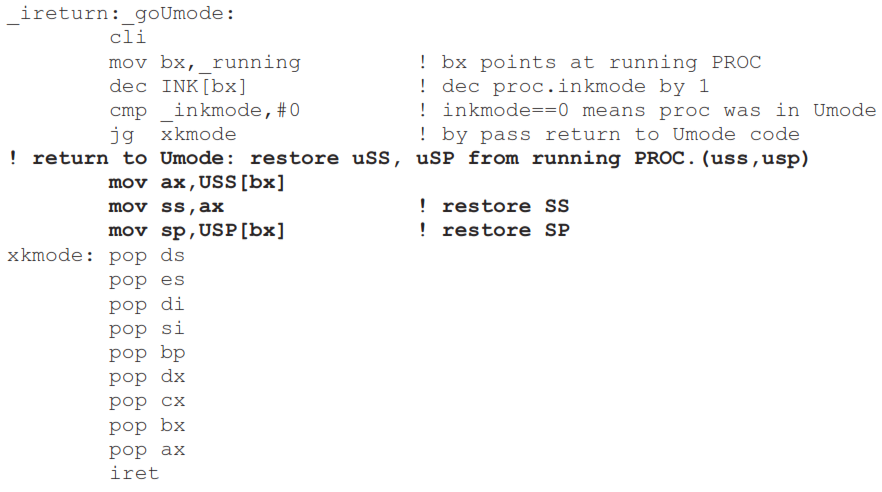 _ireturn:_goUmode:
cli
mov bx,_running ! bx points at running PROC
dec INK[bx] ! dec proc.inkmode by 1
cmp _inkmode,#0 ! inkmode==0 means proc was in Umode
jg xkmode ! by pass return to Umode code
! return to Umode: restore uSS, uSP from running PROC.(uss,usp)
mov ax,USS[bx]
mov ss,ax ! restore SS
mov sp,USP[bx] ! restore SP
xkmode: pop ds
pop es
pop di
pop si
pop bp
pop dx
pop cx
pop bx
pop ax
iret